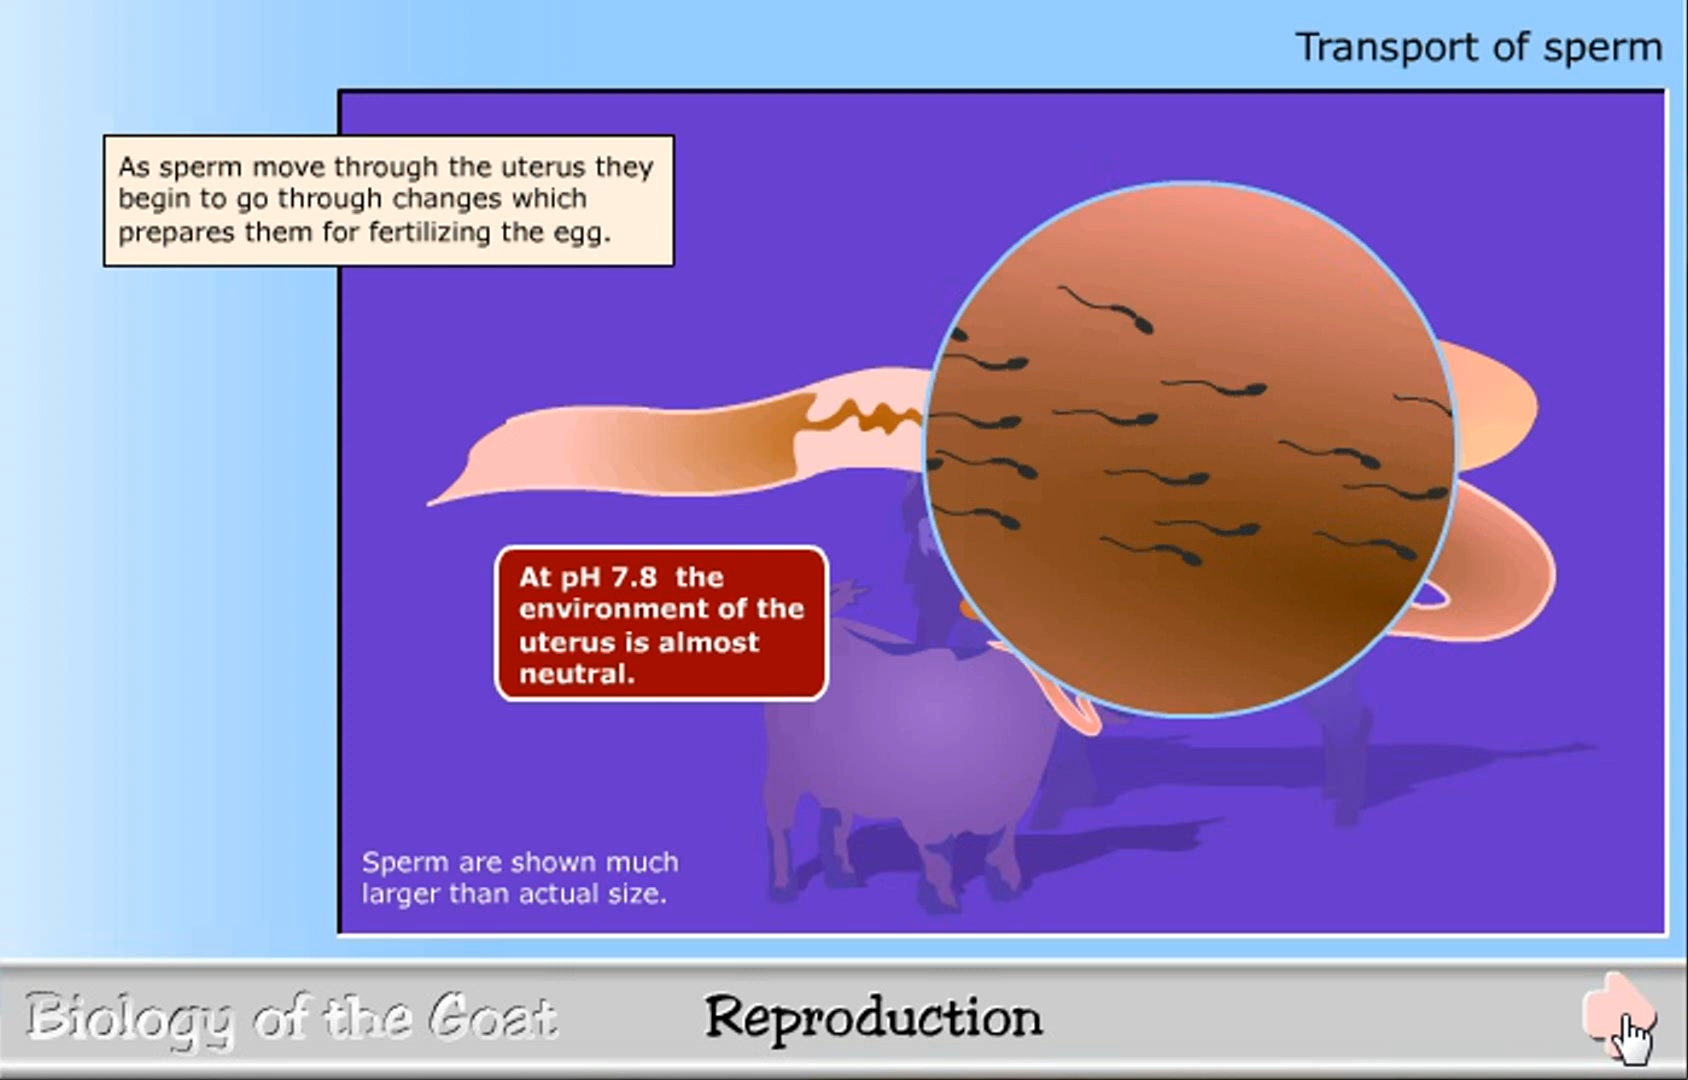 Transport of sperm
As sperm move through the uterus they
begin to go through changes which
prepares them for fertilizing the egg.
At pH 7.8 the
environment of the
uterus is almost
neutral.
Sperm are shown much
larger than actual size.
Biology of the Goat
Reproduction